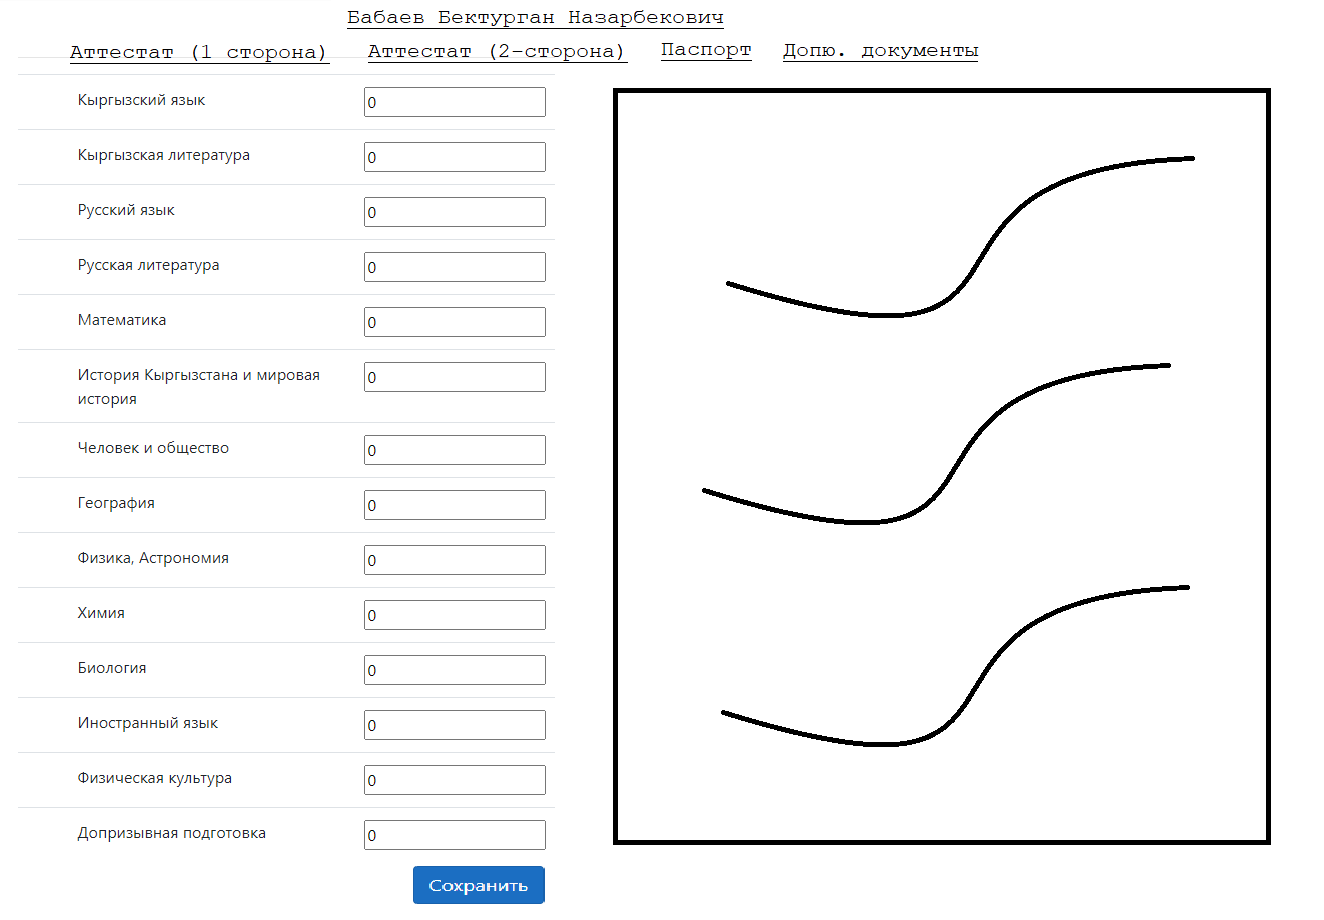 Бабаев Бектурган Назарбекович
Аттестат (1 сторона) Аттестат (2-сторона) Паспорт Допю. документы
Кыргызский язык 0
Кыргызская литература 0
Русский язык 0
Русская литература 0
Математика 0
История Кыргызстана и мировая 0
история
Человек и общество 0
География 0
Физика, Астрономия 0
Химия 0
Биология 0
Иностранный язык 0
Физическая культура 0
Допризывная подготовка 0
Сохранить